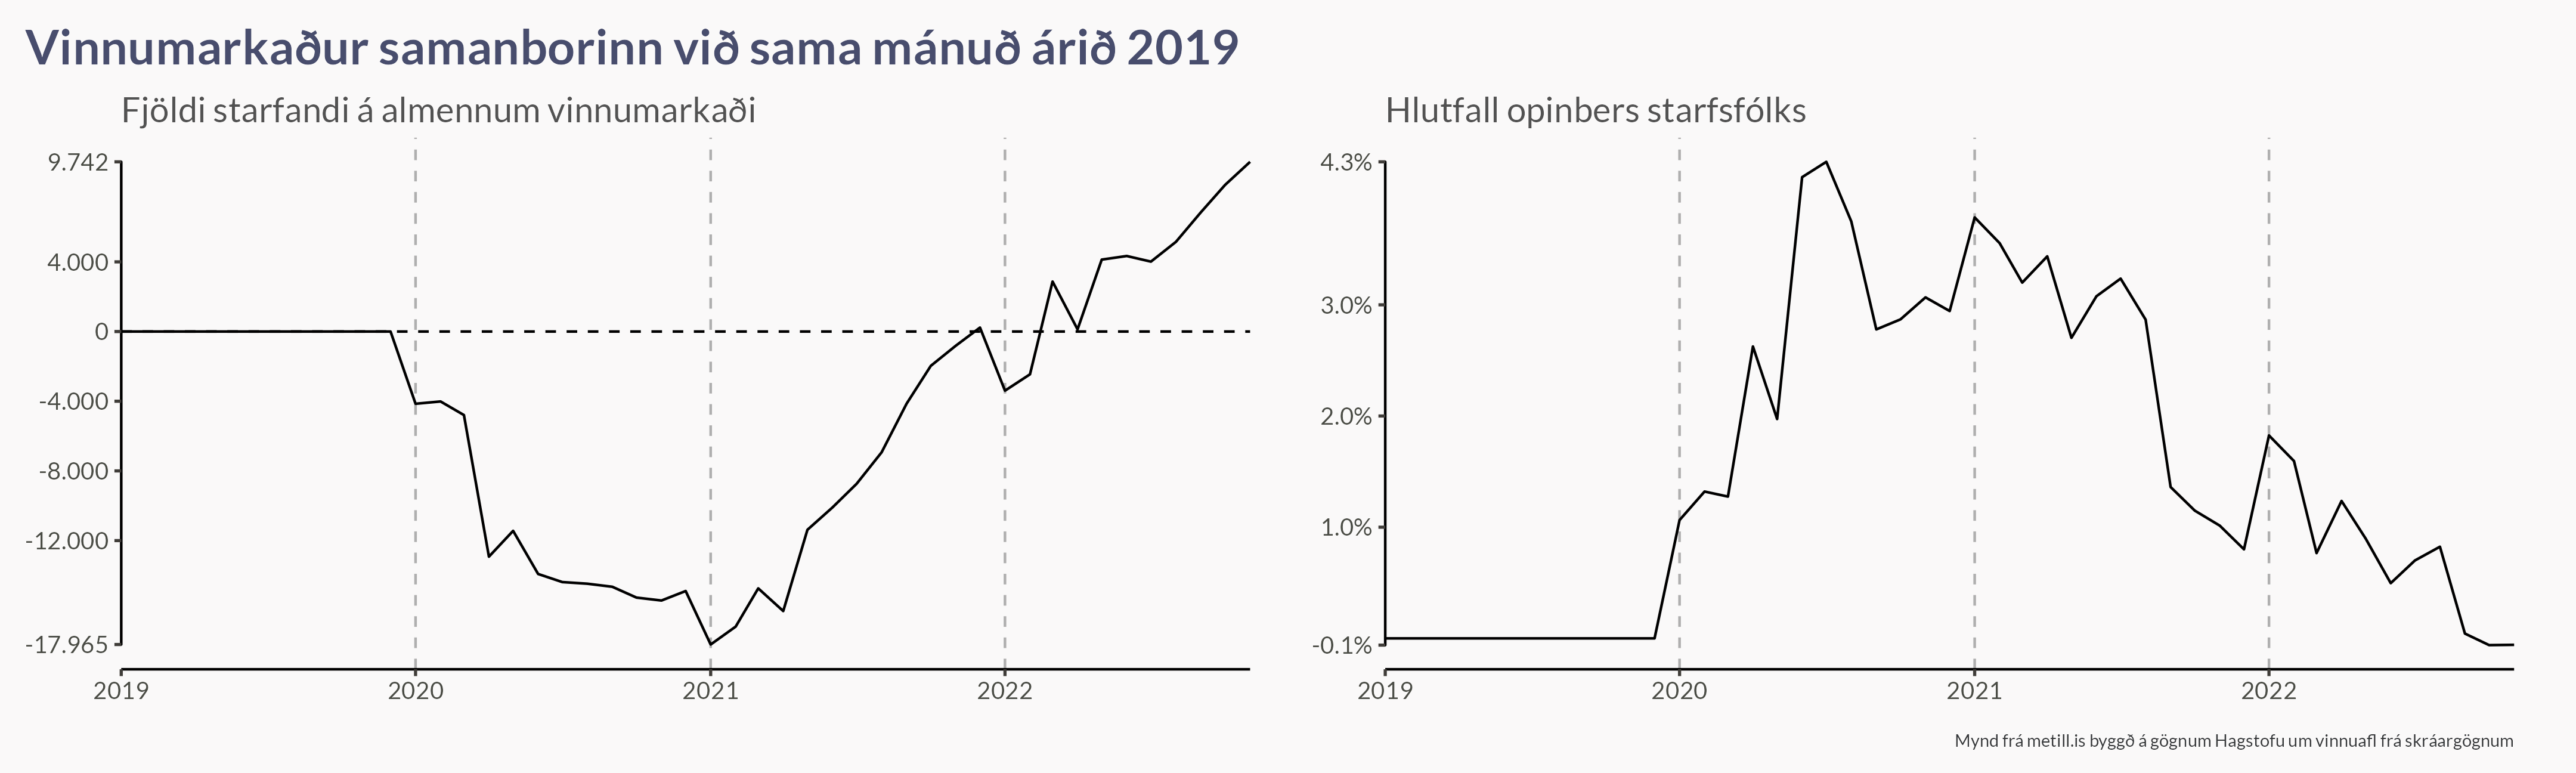 Vinnumarkaður samanborinn við sama mánuð árið 2019
Fjöldi starfandi á almennum vinnumarkaði
9.742
4.000
0
-4.000
-8.000
-12.000
-17.965
2019 2020 2021 2022
Hlutfall opinbers starfsfólks
4.3%
3.0%
2.0%
1.0%
-0.1%
2019 2020 2021 2022
Mynd frá metill.is byggð á gögnum Hagstofu um vinnuafl frá skráargögnum